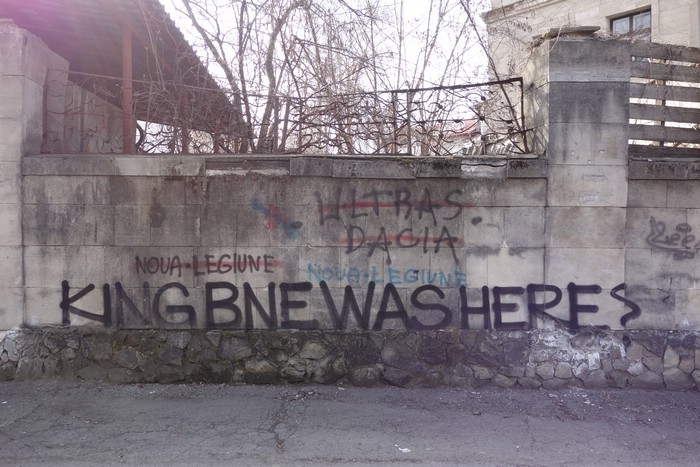 ULTRAS
DACIA
NOUA-LEGIUNE
NOUA-LEGIUNE
KINGBNEWASHERES